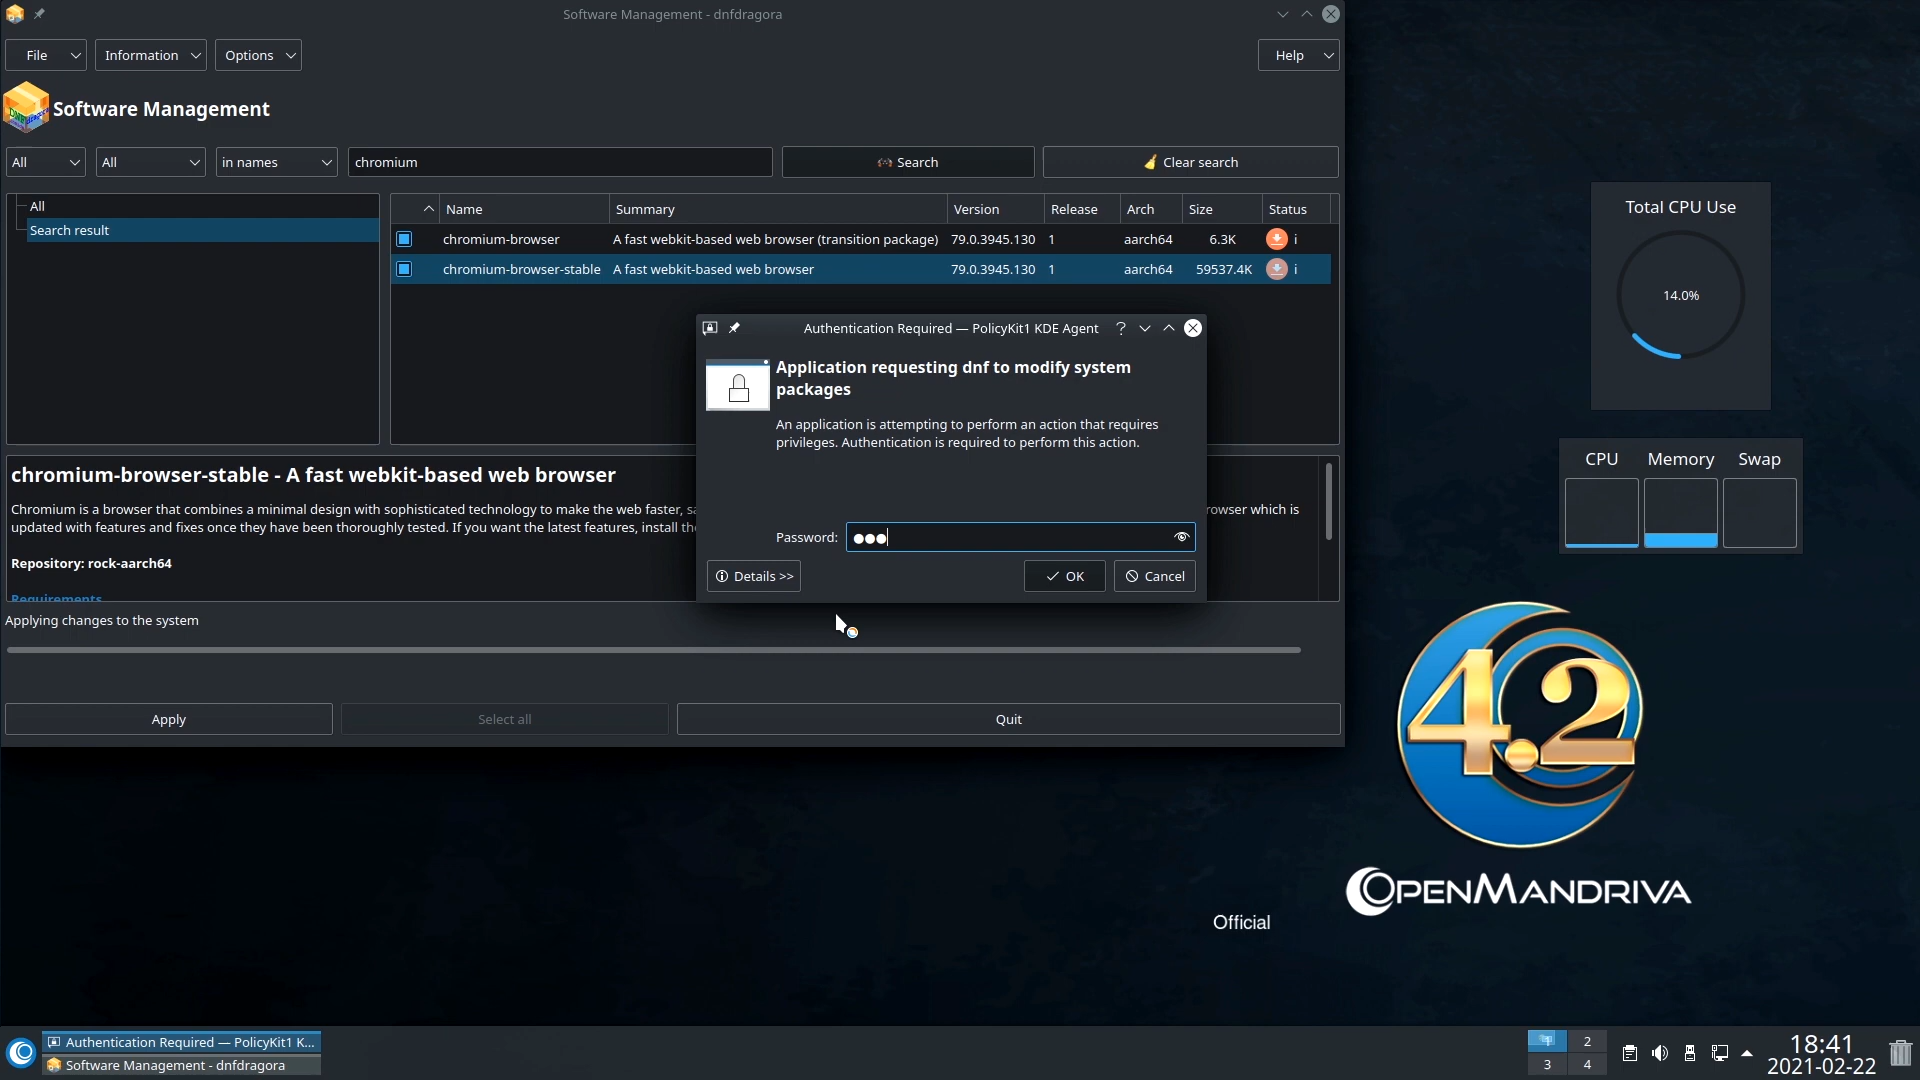 Software Management - dnfdragora
File
Information
Options
Help
Software Management
All
All
in names
chromium
Search
Clear search
All
Search result
Name
Summary
Version
Release
Arch
Size
Status
chromium-browser
A fast webkit-based web browser (transition package)
79.0.3945.130
1
aarch64
6.3K
i
chromium-browser-stable
A fast webkit-based web browser
79.0.3945.130
1
aarch64
59537.4K
i
Authentication Required — PolicyKit1 KDE Agent
Application requesting dnf to modify system
packages
An application is attempting to perform an action that requires
privileges. Authentication is required to perform this action.
Password:
Details >>
OK
Cancel
chromium-browser-stable - A fast webkit-based web browser
Chromium is a browser that combines a minimal design with sophisticated technology to make the web faster,
rowser which is
updated with features and fixes once they have been thoroughly tested. If you want the latest features, install
Repository: rock-aarch64
Requirements
Applying changes to the system
Apply
Select all
Quit
Total CPU Use
14.0%
CPU
Memory
Swap
4.2
OPENMANDRIVA
Official
Authentication Required — PolicyKit1 K...
Software Management - dnfdragora
1
2
3
4
18:41
2021-02-22